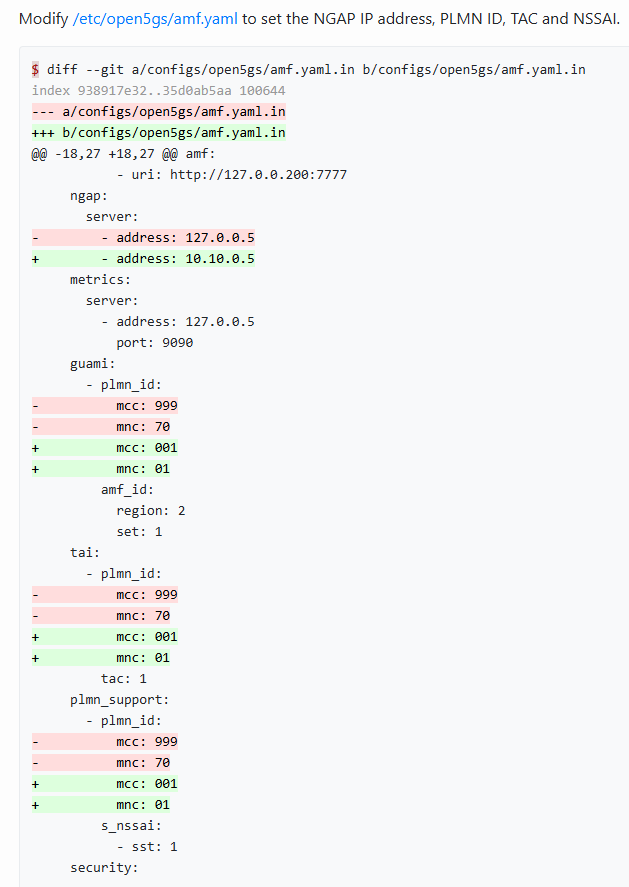 Modify /etc/open5gs/amf.yaml to set the NGAP IP address, PLMN ID, TAC and NSSAI.
$ diff --git a/configs/open5gs/amf.yaml.in b/configs/open5gs/amf.yaml.in
index 938917e32..35d0ab5aa 100644
--- a/configs/open5gs/amf.yaml.in
+++ b/configs/open5gs/amf.yaml.in
@@ -18,27 +18,27 @@ amf:
           - uri: http://127.0.0.200:7777
     ngap:
       server:
-        - address: 127.0.0.5
+        - address: 10.10.0.5
     metrics:
       server:
         - address: 127.0.0.5
           port: 9090
     guami:
       - plmn_id:
-          mcc: 999
-          mnc: 70
+          mcc: 001
+          mnc: 01
         amf_id:
           region: 2
           set: 1
     tai:
       - plmn_id:
-          mcc: 999
-          mnc: 70
+          mcc: 001
+          mnc: 01
         tac: 1
     plmn_support:
       - plmn_id:
-          mcc: 999
-          mnc: 70
+          mcc: 001
+          mnc: 01
         s_nssai:
           - sst: 1
     security: